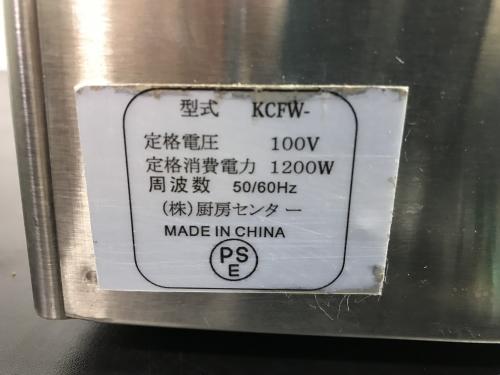 型式 KCFW-
定格電圧 100V
定格消費電力 1200W
周波数 50/60Hz
(株)厨房センター
MADE IN CHINA
PS
E